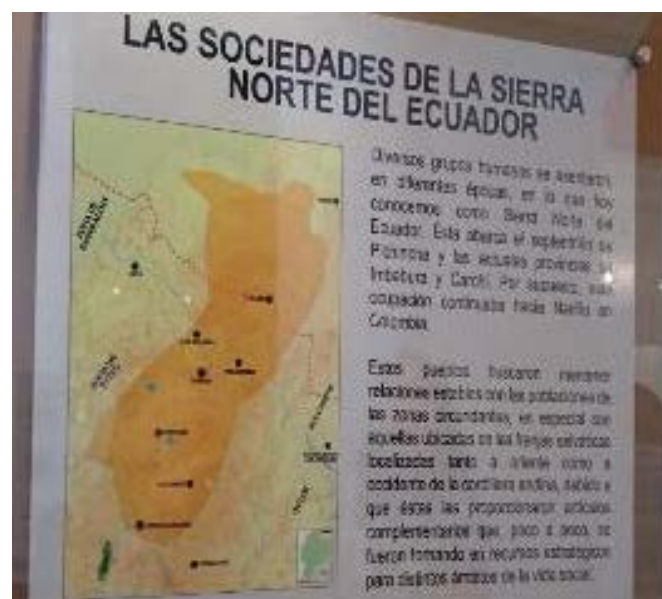 LAS SOCIEDADES DE LA SIERRA
NORTE DEL ECUADOR
Diversos grupos humanos se asentaron,
en diferentes épocas, en lo que hoy
conocemos como Sierra Norte del
Ecuador. Esta abarca el septentrión de
Pichincha y las actuales provincias de
Imbabura y Carchi. Por supuesto, esta
ocupación continuaba hacia Nariño en
Colombia.
Estos pueblos buscaron mantener
relaciones estables con las poblaciones de
las zonas circundantes, en especial con
aquellas ubicadas en las franjas selváticas
localizadas tanto a oriente como a
occidente de la cordillera andina, debido a
que éstas les proporcionaron artículos
complementarios que, poco a poco, se
fueron tornando en recursos estratégicos
para distintos ámbitos de la vida social.